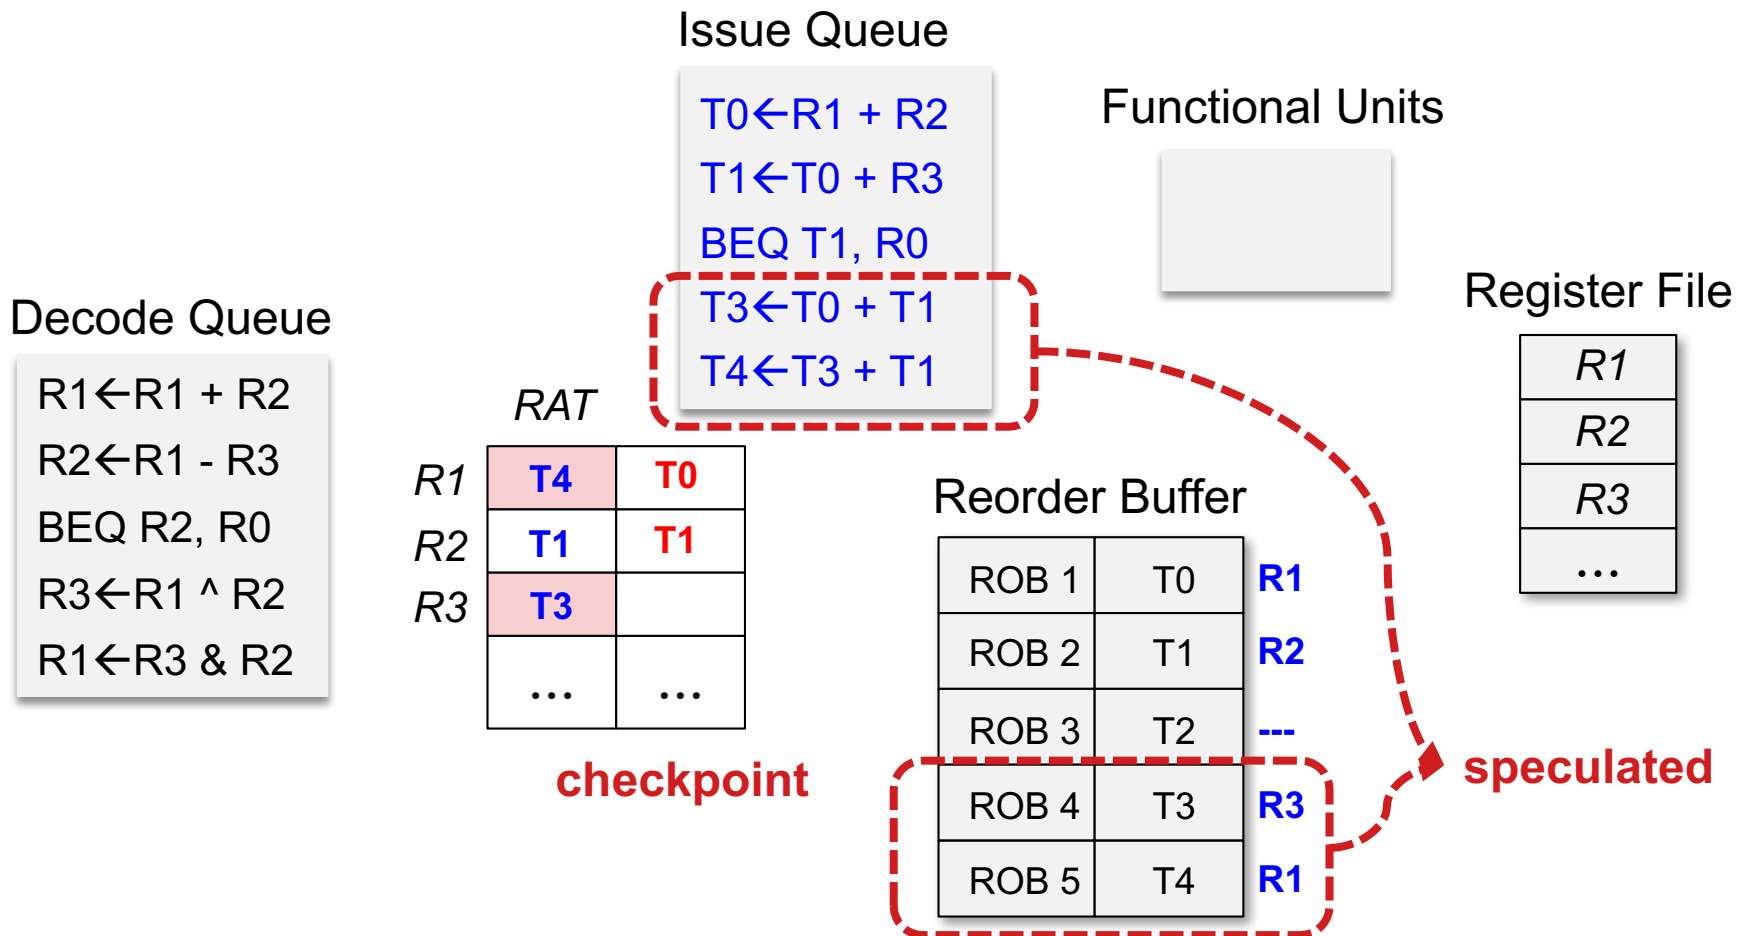 Issue Queue
T0←R1 + R2
T1←T0 + R3
BEQ T1, R0
T3←T0 + T1
T4←T3 + T1
Functional Units
Register File
R1
R2
R3
...
Decode Queue
R1←R1 + R2
R2←R1 - R3
BEQ R2, R0
R3←R1 ^ R2
R1←R3 & R2
RAT
R1 T4 T0
R2 T1 T1
R3 T3
... ...
checkpoint
Reorder Buffer
ROB 1 T0 R1
ROB 2 T1 R2
ROB 3 T2 ---
ROB 4 T3 R3
ROB 5 T4 R1
speculated